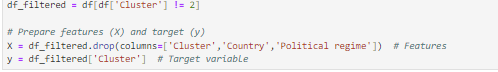 df_filtered = df[df['Cluster'] != 2]
# Prepare features (X) and target (y)
X = df_filtered.drop(columns=['Cluster','Country','Political regime'])  # Features
y = df_filtered['Cluster']  # Target variable